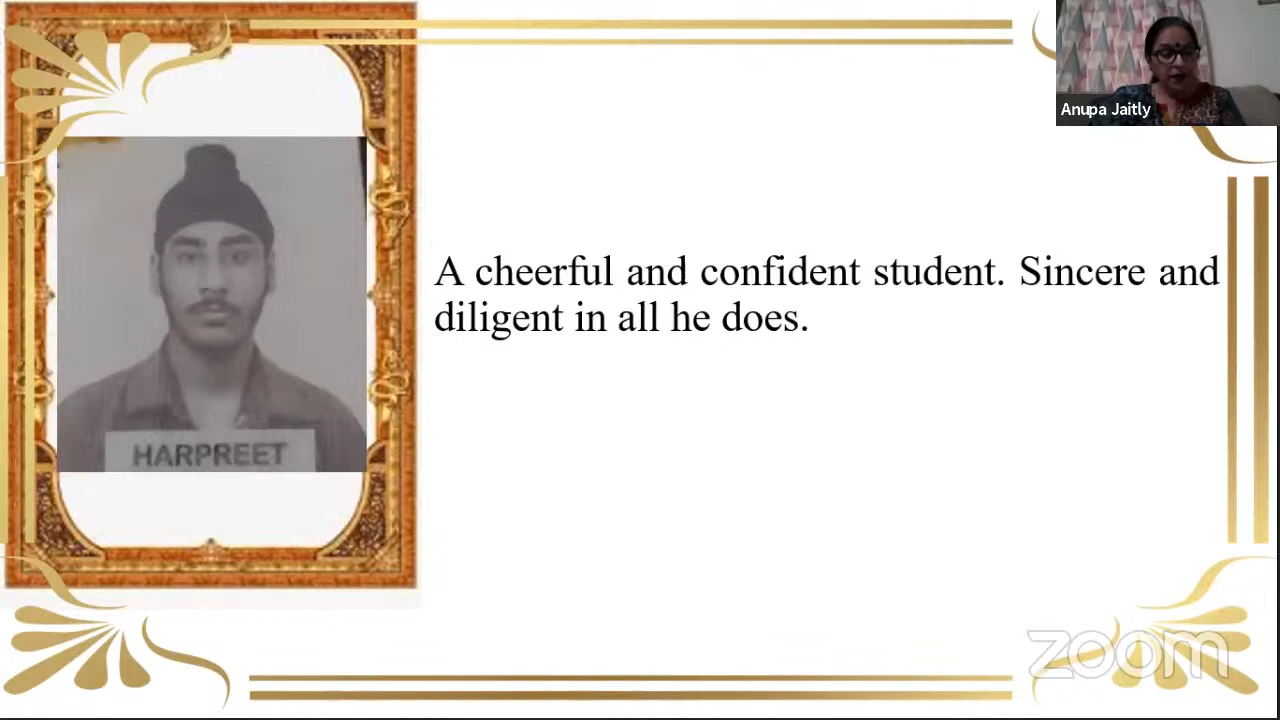 Anupa Jaitly
A cheerful and confident student. Sincere and
diligent in all he does.
HARPREET
zoom